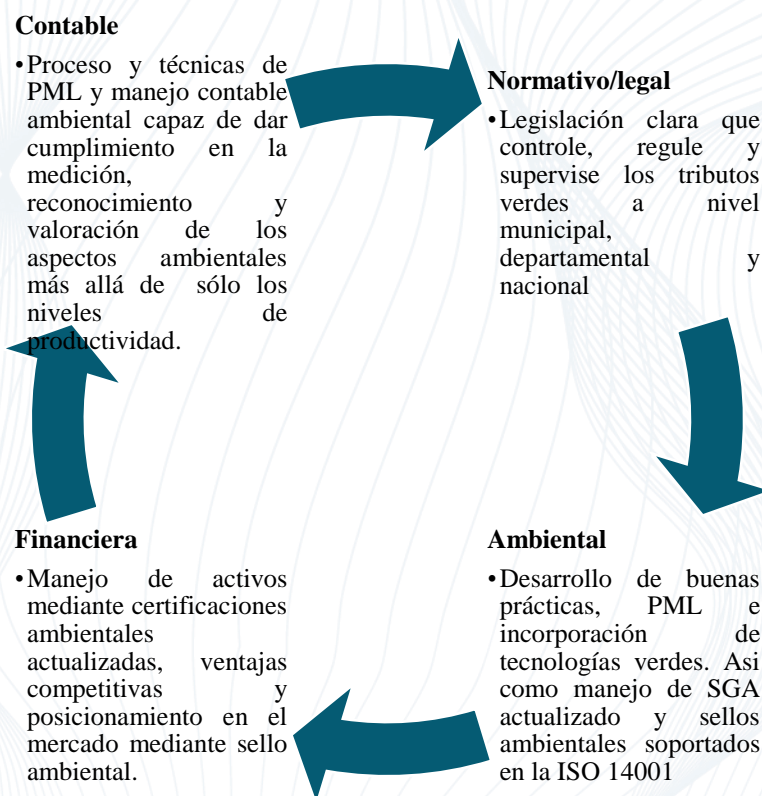 Contable
•Proceso y técnicas de
PML y manejo contable
ambiental capaz de dar
cumplimiento en la
medición,
reconocimiento y
valoración de los
aspectos ambientales
más allá de sólo los
niveles de
productividad.
Normativo/legal
•Legislación clara que
controle, regule y
supervise los tributos
verdes a nivel
municipal,
departamental y
nacional
Ambiental
•Desarrollo de buenas
prácticas, PML e
incorporación de
tecnologías verdes. Asi
como manejo de SGA
actualizado y sellos
ambientales soportados
en la ISO 14001
Financiera
•Manejo de activos
mediante certificaciones
ambientales
actualizadas, ventajas
competitivas y
posicionamiento en el
mercado mediante sello
ambiental.